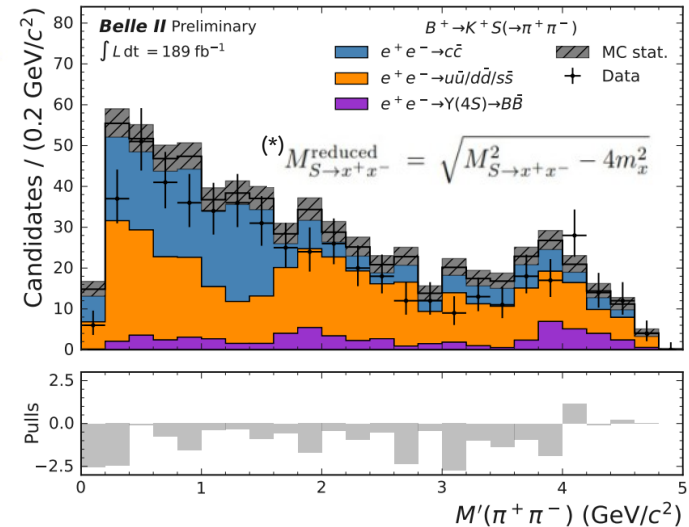 Belle II Preliminary
∫ L dt = 189 fb⁻¹
B⁺→K⁺S(→π⁺π⁻)
e⁺e⁻→cc̄
e⁺e⁻→uū/dd̄/ss̄
e⁺e⁻→Υ(4S)→BB̄
MC stat.
Data
(*) M^reduced_{S→x⁺x⁻} = √(M²_{S→x⁺x⁻} − 4m²ₓ)
Candidates / (0.2 GeV/c²)
80
70
60
50
40
30
20
10
0
Pulls
2.5
0.0
−2.5
0 1 2 3 4 5
M′(π⁺π⁻) (GeV/c²)